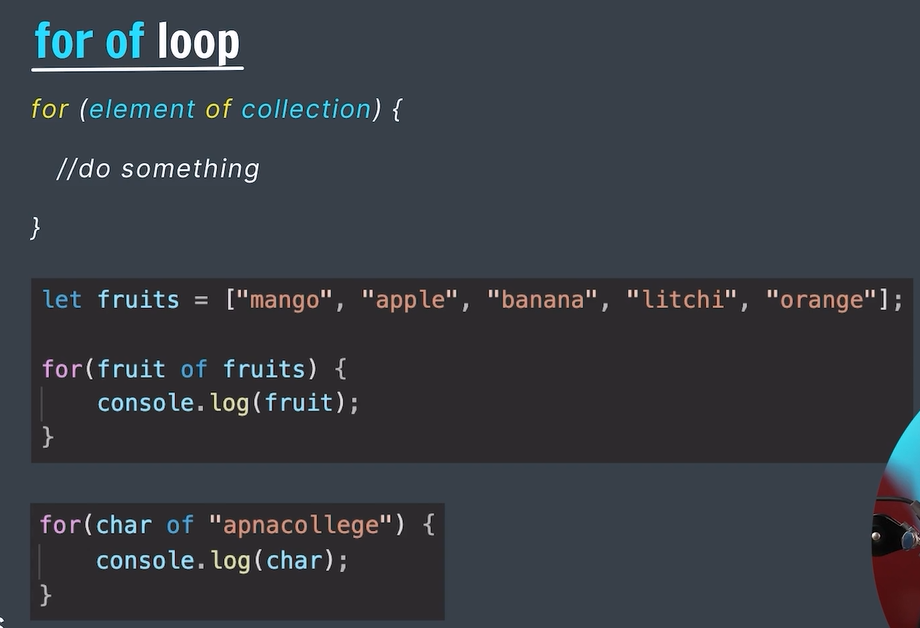 for of loop
for (element of collection) {
//do something
}
let fruits = ["mango", "apple", "banana", "litchi", "orange"];
for(fruit of fruits) {
console.log(fruit);
}
for(char of "apnacollege") {
console.log(char);
}